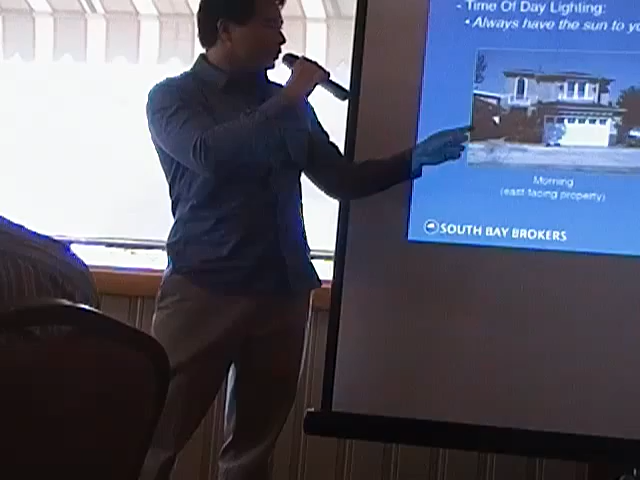 - Time Of Day Lighting:
- Always have the sun to
Morning
(east-facing property)
SOUTH BAY BROKERS